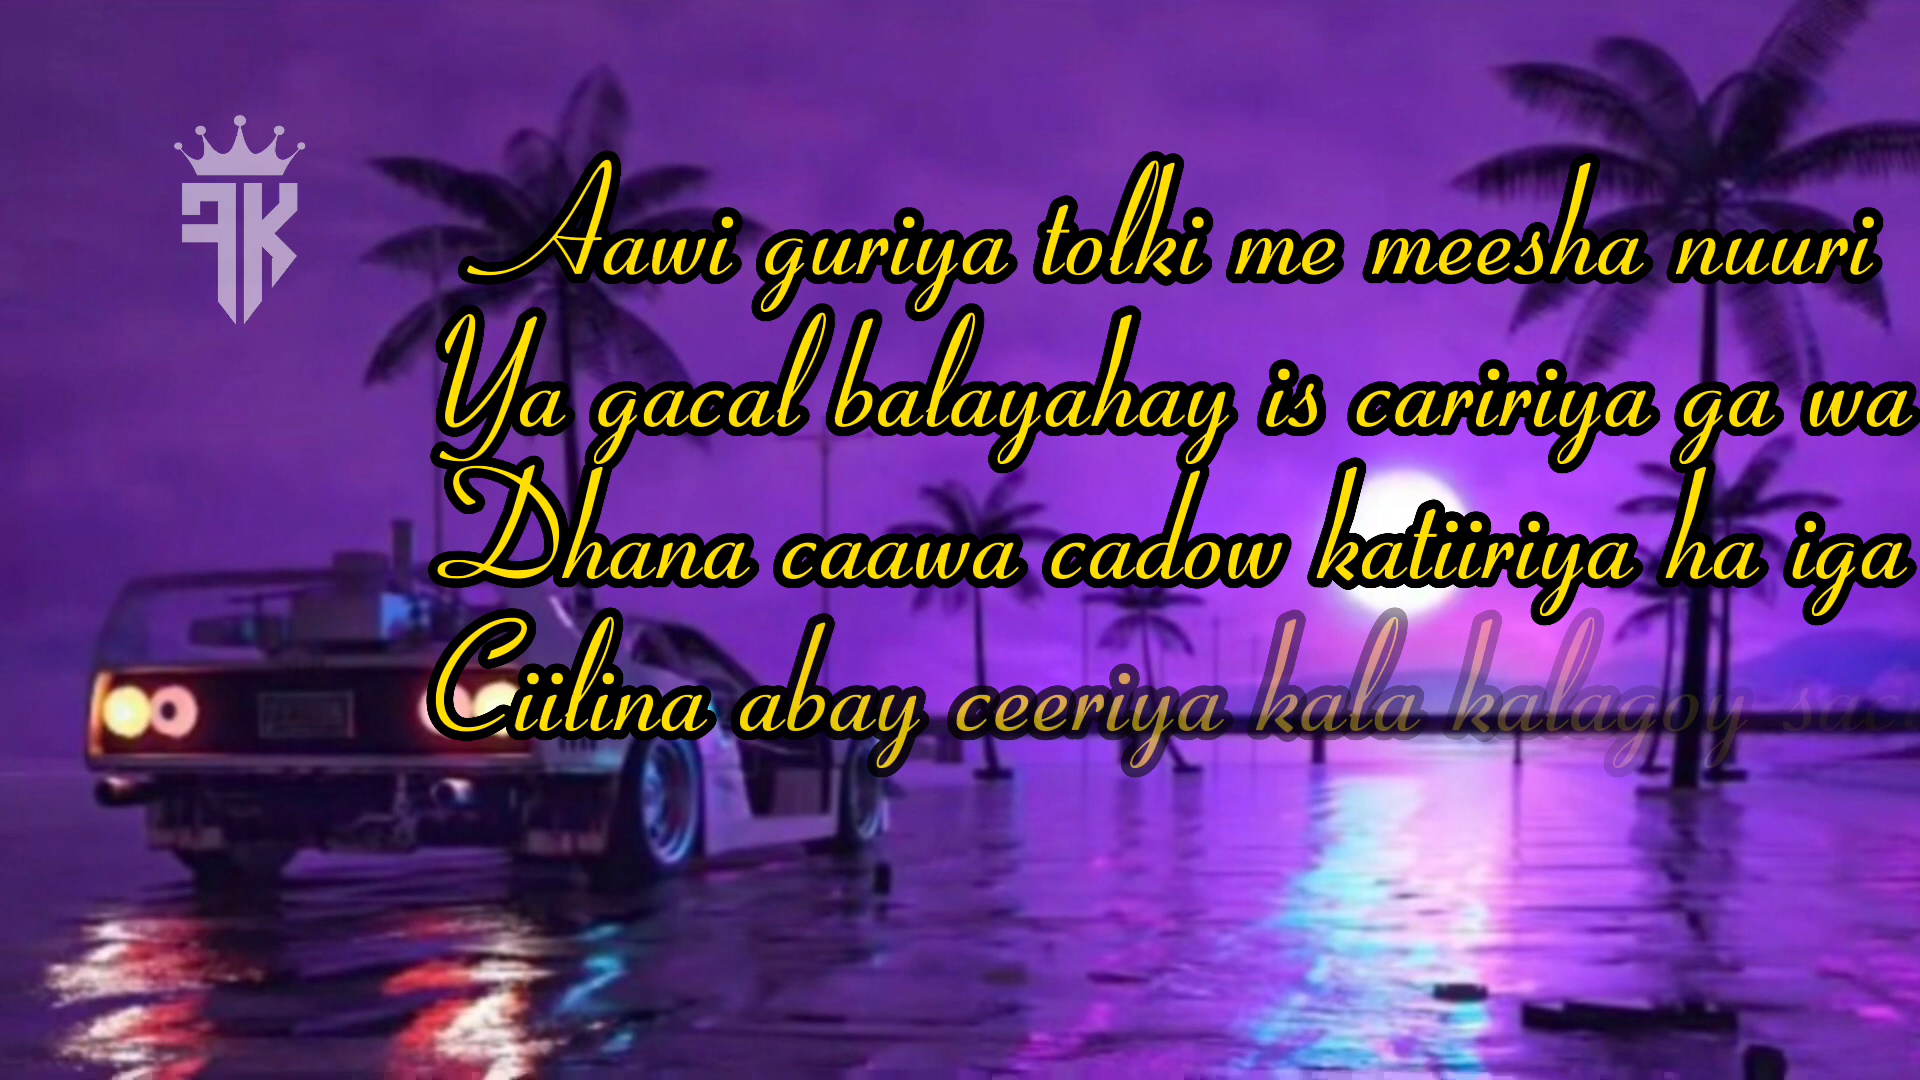 FK
Aawi guriya tolki me meesha nuuri
Ya gacal balayahay is caririya ga wa
Dhana caawa cadow katiiriya ha iga
Ciilina abay ceeriya kala kalagoy